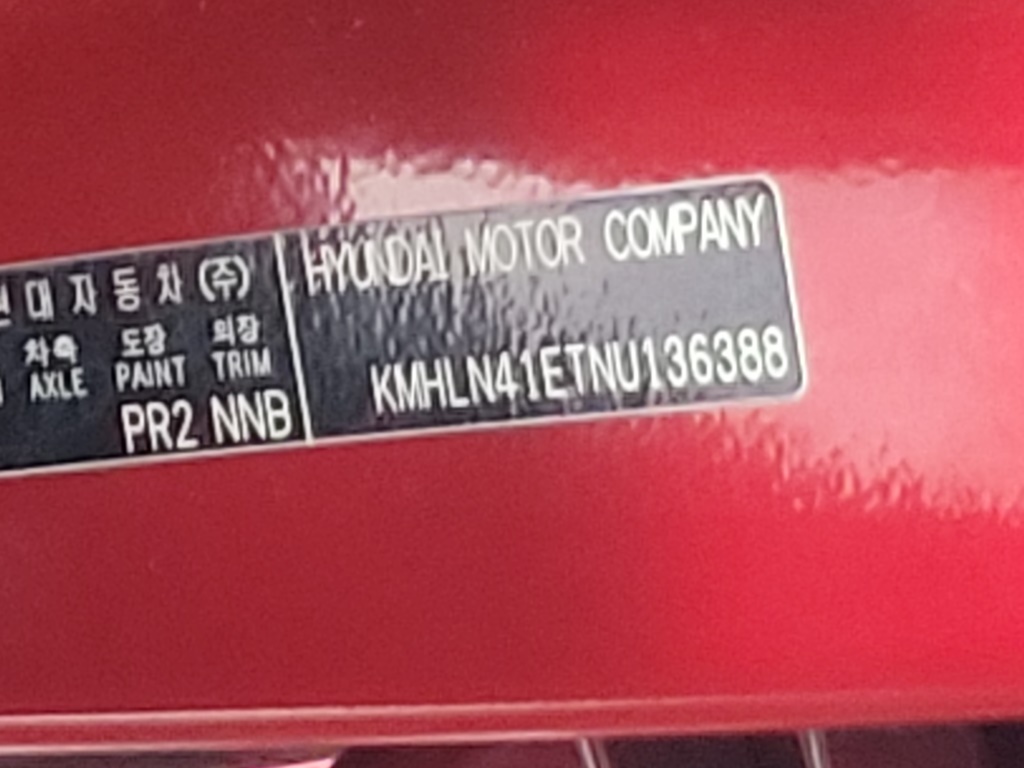 대 자 동 차 (주)
차축 도장 의장
AXLE PAINT TRIM
PR2 NNB
HYUNDAI MOTOR COMPANY
KMHLN41ETNU136388